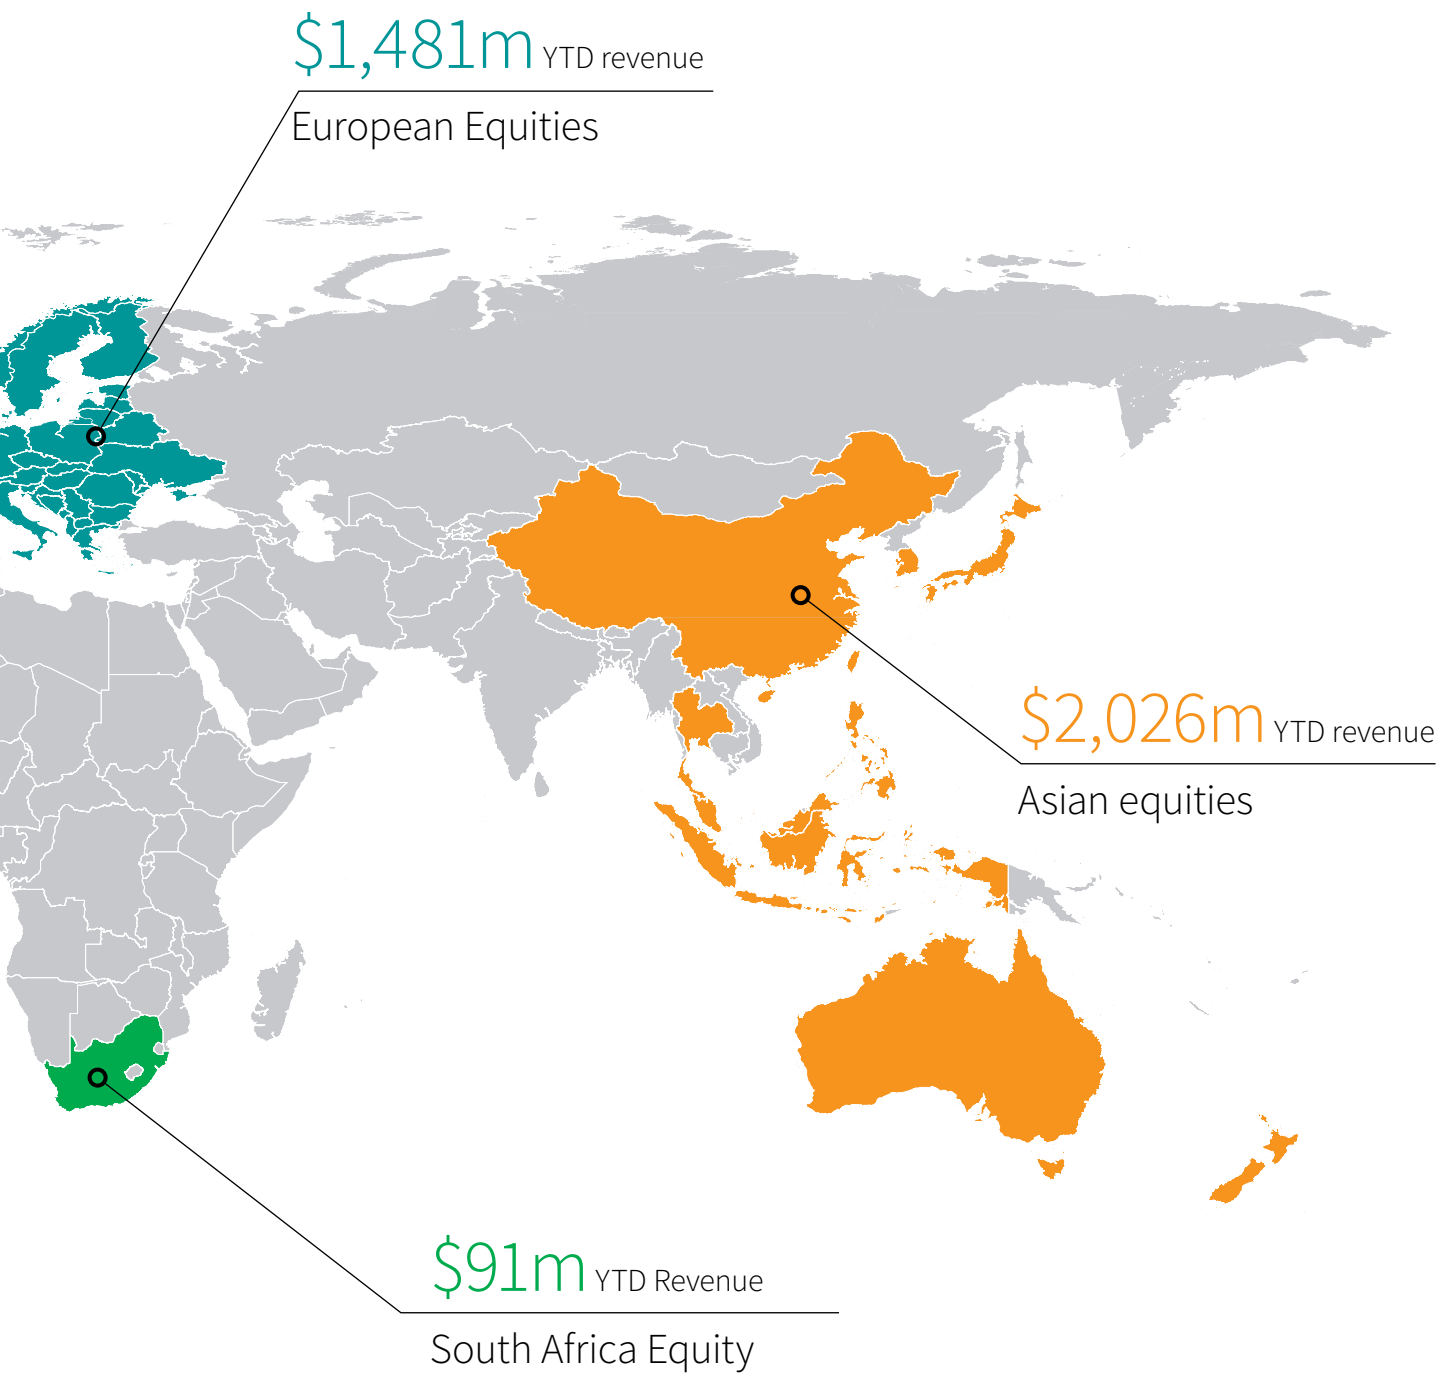 $1,481m YTD revenue
European Equities
$2,026m YTD revenue
Asian equities
$91m YTD Revenue
South Africa Equity